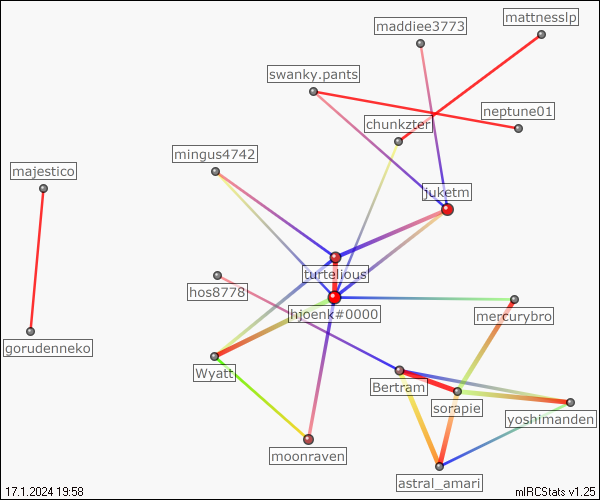 mattnesslp
maddiee3773
swanky.pants
neptune01
chunkzter
mingus4742
majestico
juketm
turtelious
hos8778
hjoenk#0000
mercurybro
gorudenneko
Wyatt
Bertram
sorapie
yoshimanden
moonraven
astral_amari
17.1.2024 19:58
mIRCStats v1.25